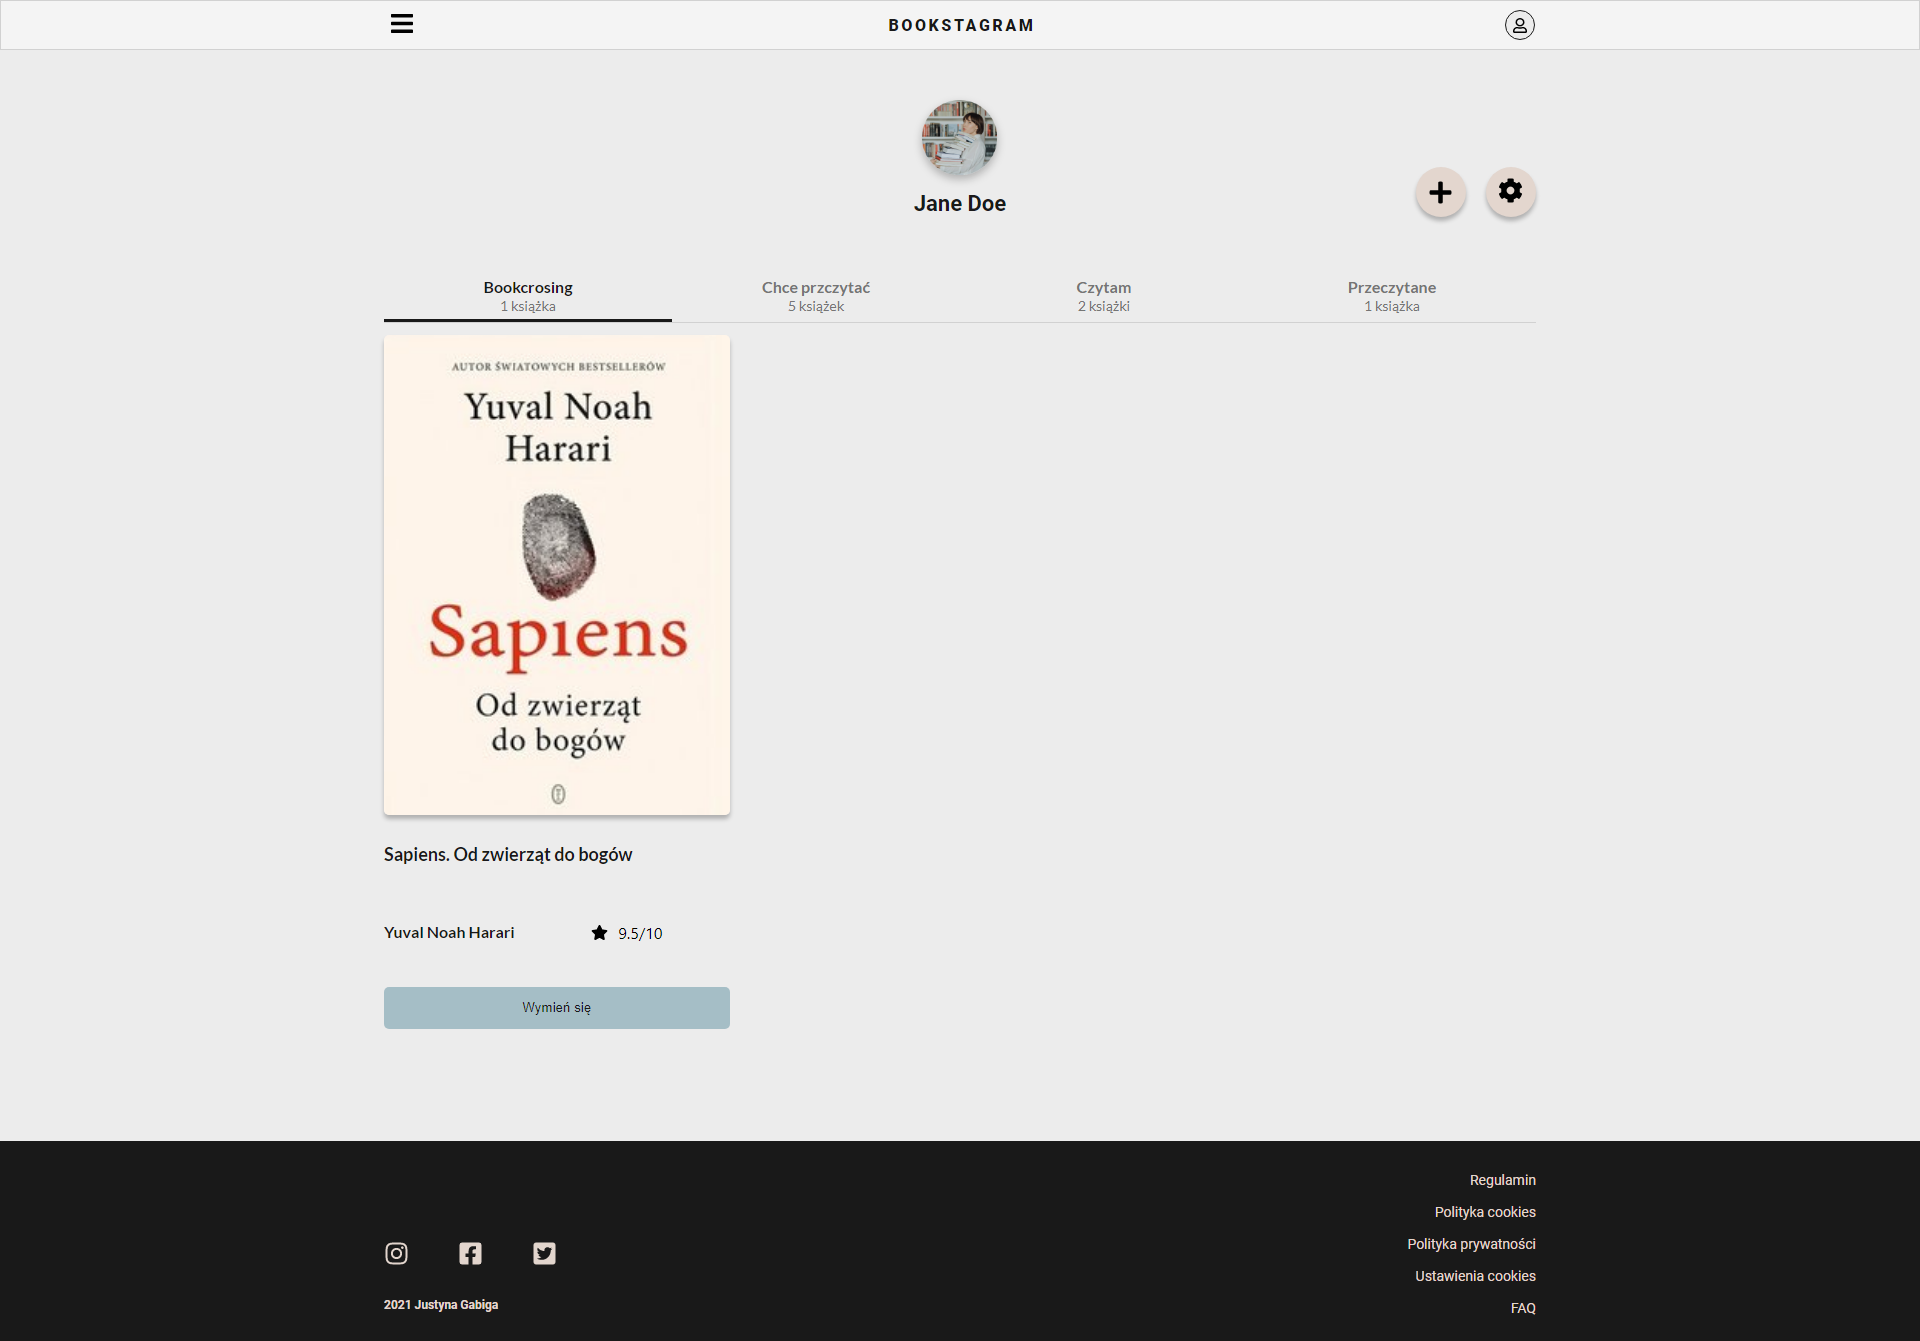 BOOKSTAGRAM
Jane Doe
Bookcrosing
1 książka
Chce przczytać
5 książek
Czytam
2 książki
Przeczytane
1 książka
AUTOR ŚWIATOWYCH BESTSELLERÓW
Yuval Noah
Harari
Sapiens
Od zwierząt
do bogów
Sapiens. Od zwierząt do bogów
Yuval Noah Harari
9.5/10
Wymień się
Regulamin
Polityka cookies
Polityka prywatności
Ustawienia cookies
FAQ
2021 Justyna Gabiga